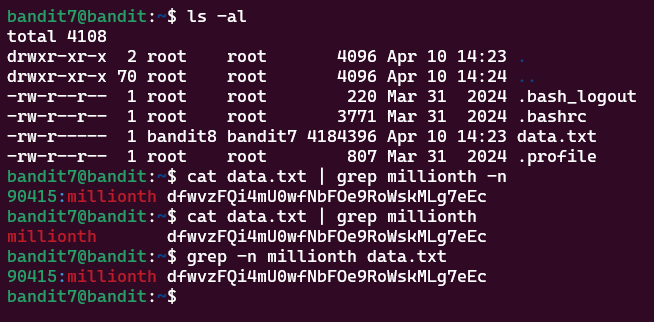 bandit7@bandit:~$ ls -al
total 4108
drwxr-xr-x  2 root    root       4096 Apr 10 14:23 .
drwxr-xr-x 70 root    root       4096 Apr 10 14:24 ..
-rw-r--r--  1 root    root        220 Mar 31  2024 .bash_logout
-rw-r--r--  1 root    root       3771 Mar 31  2024 .bashrc
-rw-r-----  1 bandit8 bandit7 4184396 Apr 10 14:23 data.txt
-rw-r--r--  1 root    root        807 Mar 31  2024 .profile
bandit7@bandit:~$ cat data.txt | grep millionth -n
90415:millionth dfwvzFQi4mU0wfNbFOe9RoWskMLg7eEc
bandit7@bandit:~$ cat data.txt | grep millionth
millionth       dfwvzFQi4mU0wfNbFOe9RoWskMLg7eEc
bandit7@bandit:~$ grep -n millionth data.txt
90415:millionth dfwvzFQi4mU0wfNbFOe9RoWskMLg7eEc
bandit7@bandit:~$